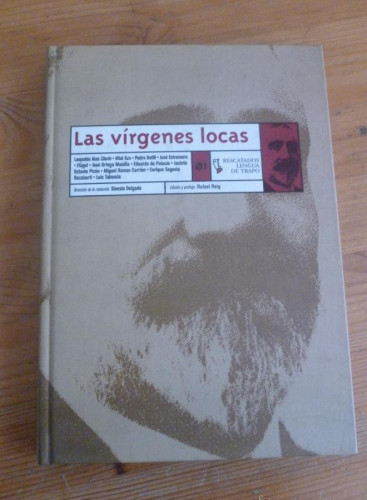 Las vírgenes locas
Leopoldo Alas Clarín • Vital Aza • Pedro Bofill • José Estremera
• Flügel • José Ortega Munilla • Eduardo de Palacio • Jacinto
Octavio Picón • Miguel Ramos Carrión • Enrique Segovia
Rocaberti • Luis Taboada
Dirección de la colección Sinesio Delgado
Edición y prólogo Rafael Reig
RESCATADOS
LENGUA
DE TRAPO